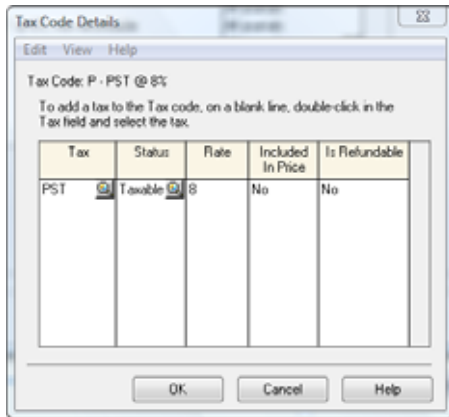 Tax Code Details
Edit View Help
Tax Code: P - PST @ 8%
To add a tax to the Tax code, on a blank line, double-click in the
Tax field and select the tax.
Tax Status Rate Included In Price Is Refundable
PST Taxable 8 No No
OK Cancel Help